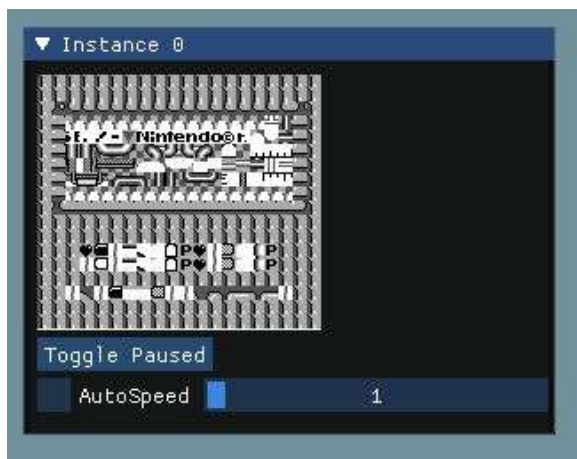 Instance 0
t. / - Nintendo®r.
P P
P P
Toggle Paused
AutoSpeed 1